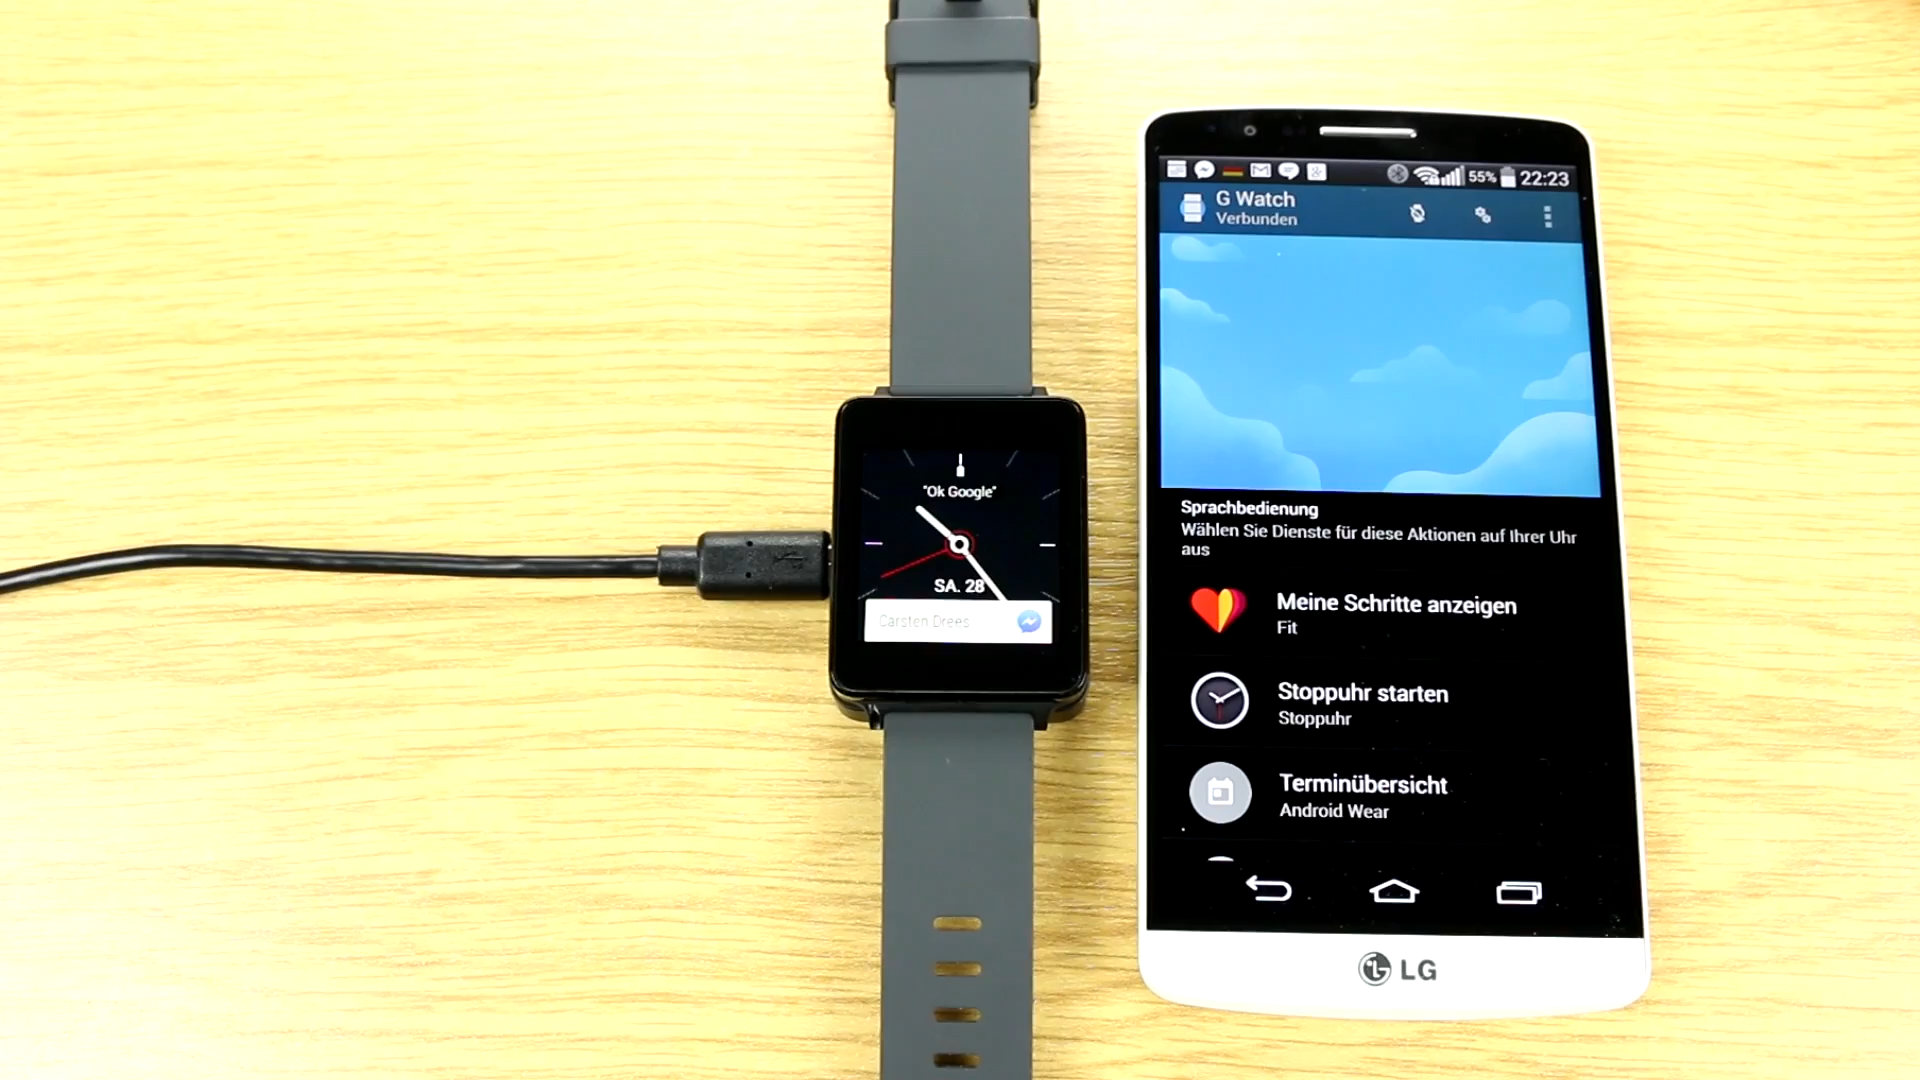 "Ok Google"
SA. 28
Carsten Drees
55% 22:23
G Watch
Verbunden
Sprachbedienung
Wählen Sie Dienste für diese Aktionen auf Ihrer Uhr
aus
Meine Schritte anzeigen
Fit
Stoppuhr starten
Stoppuhr
Terminübersicht
Android Wear
LG